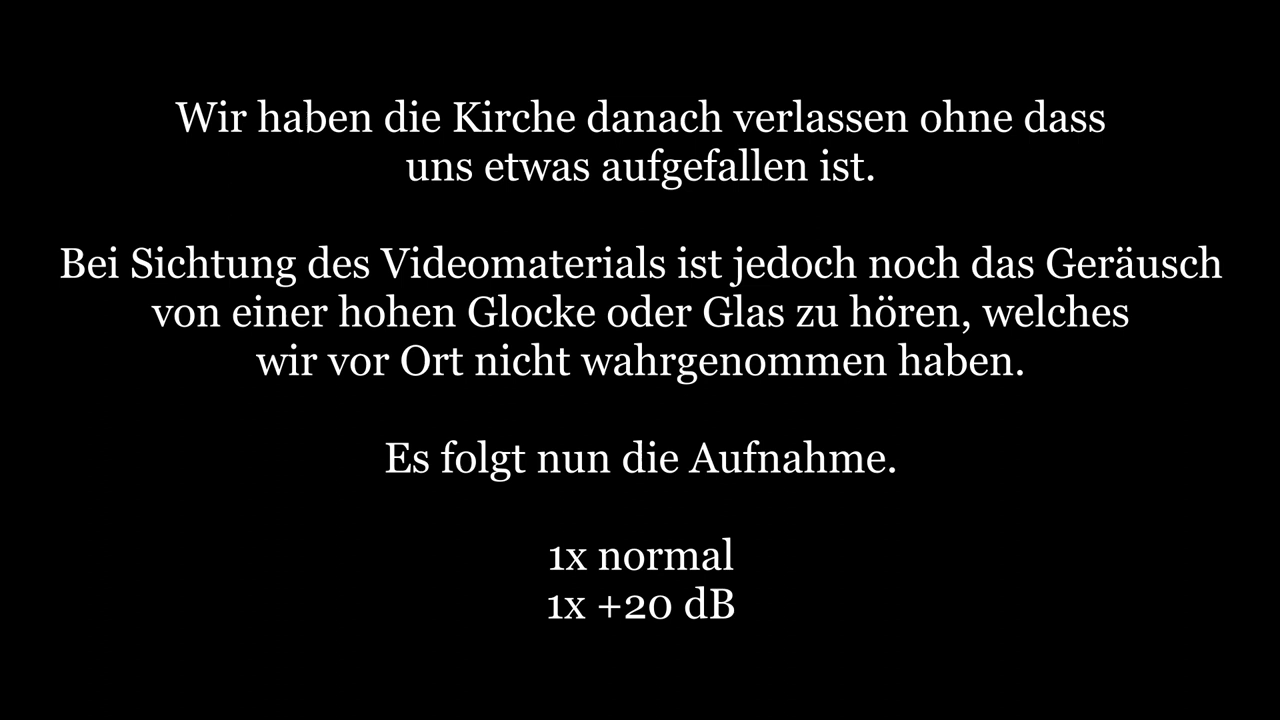 Wir haben die Kirche danach verlassen ohne dass
uns etwas aufgefallen ist.
Bei Sichtung des Videomaterials ist jedoch noch das Geräusch
von einer hohen Glocke oder Glas zu hören, welches
wir vor Ort nicht wahrgenommen haben.
Es folgt nun die Aufnahme.
1x normal
1x +20 dB